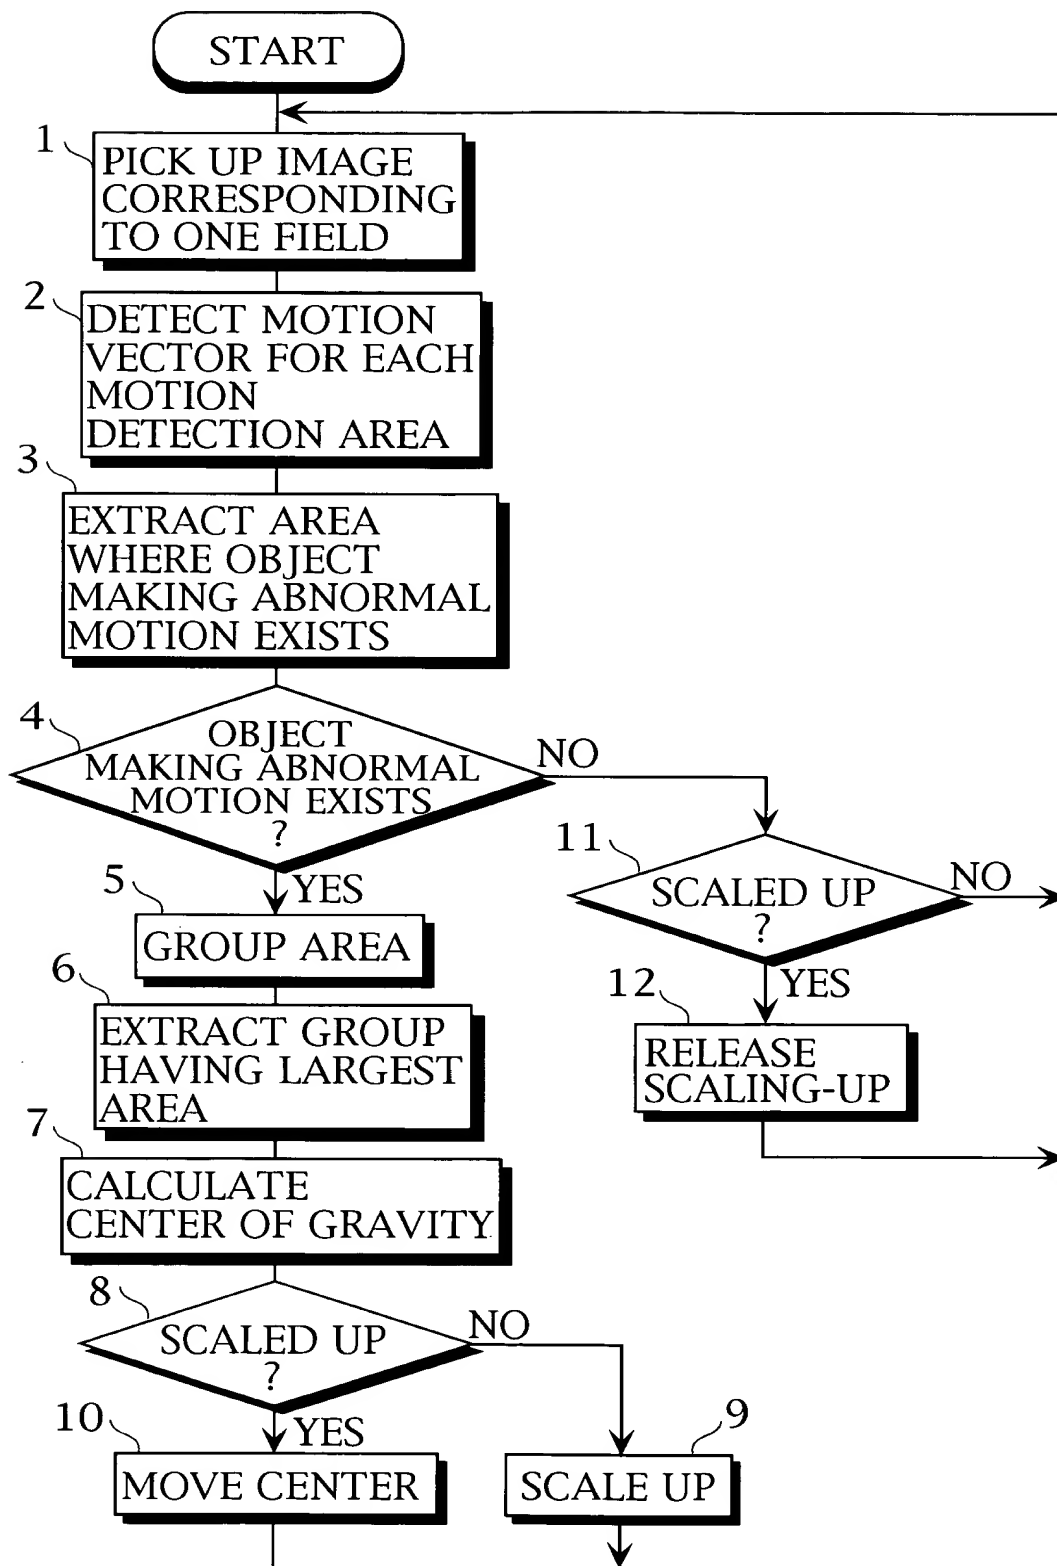 START
1
PICK UP IMAGE
CORRESPONDING
TO ONE FIELD
2
DETECT MOTION
VECTOR FOR EACH
MOTION
DETECTION AREA
3
EXTRACT AREA
WHERE OBJECT
MAKING ABNORMAL
MOTION EXISTS
4
OBJECT
MAKING ABNORMAL
MOTION EXISTS
?
NO
YES
11
SCALED UP
?
NO
YES
12
RELEASE
SCALING-UP
5
GROUP AREA
6
EXTRACT GROUP
HAVING LARGEST
AREA
7
CALCULATE
CENTER OF GRAVITY
8
SCALED UP
?
NO
YES
10
MOVE CENTER
9
SCALE UP